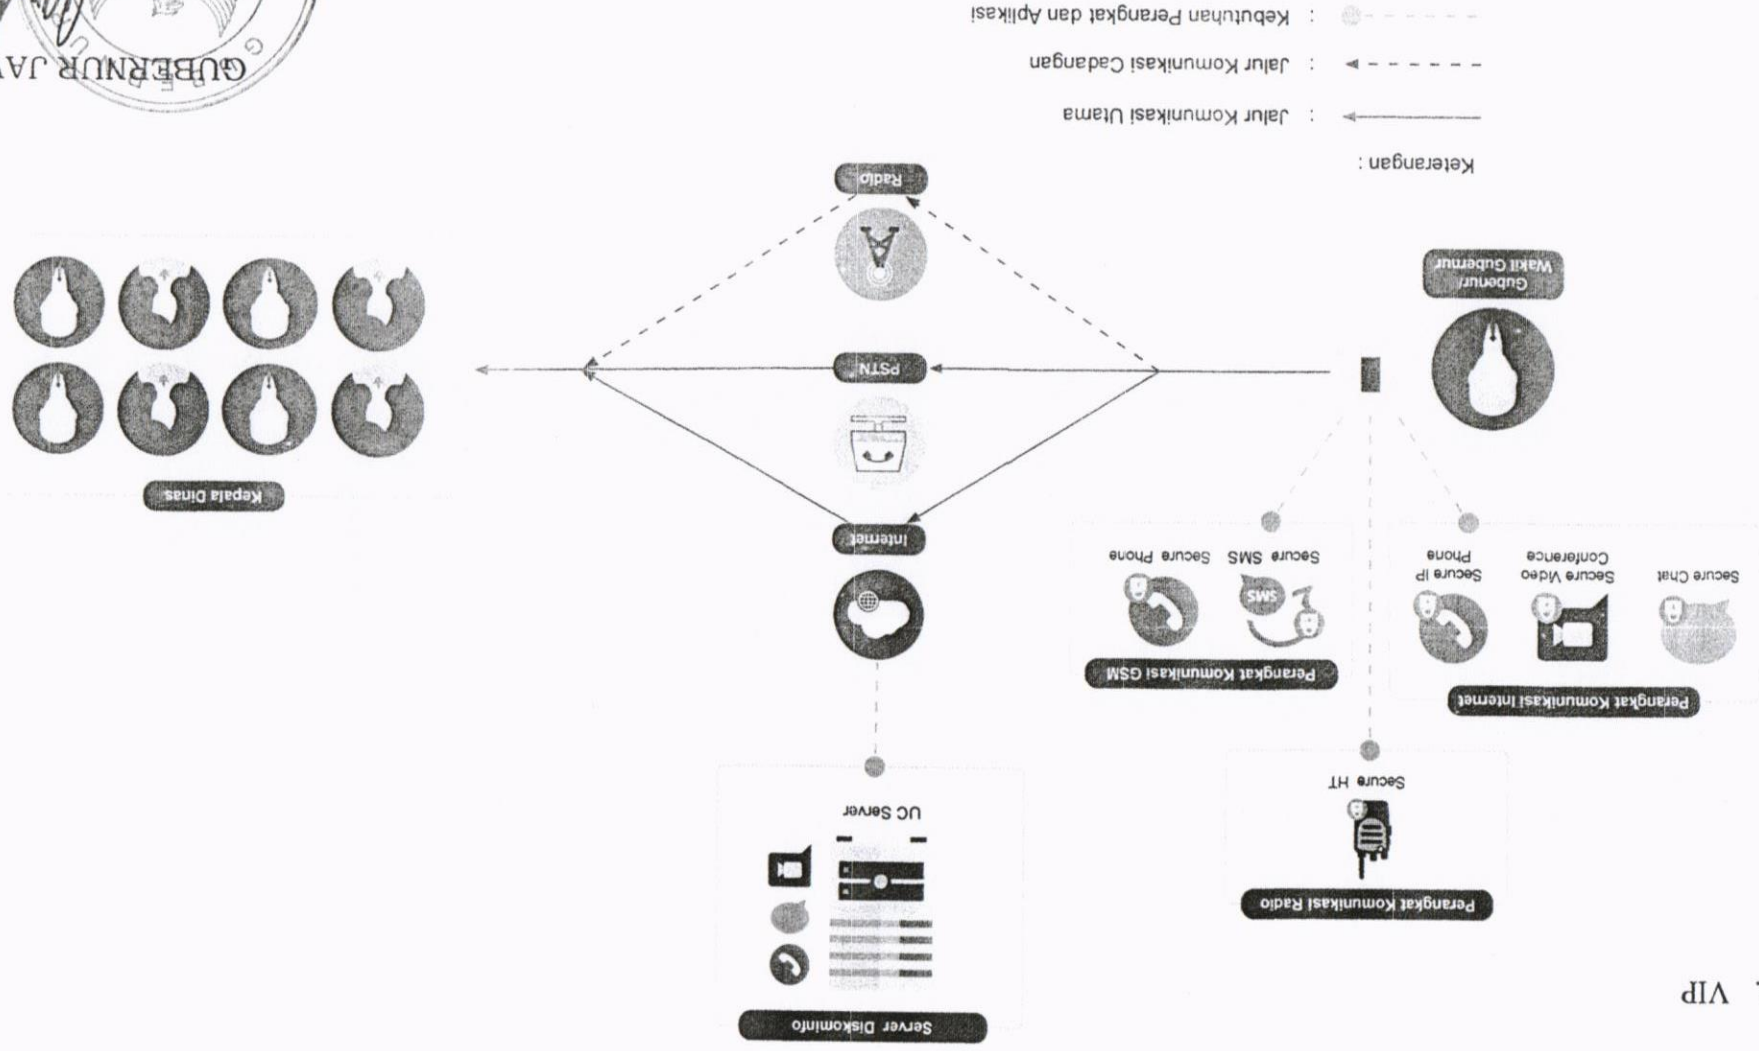 VIP
Perangkat Komunikasi Radio
Secure HT
Perangkat Komunikasi Internet
Secure Chat
Secure Video
Conference
Secure IP
Phone
Perangkat Komunikasi GSM
SMS
Secure SMS
Secure Phone
Server Diskominfo
UC Server
Gubenur/
Wakil Gubernur
Internet
PSTN
Radio
Kepala Dinas
Keterangan :
: Jalur Komunikasi Utama
: Jalur Komunikasi Cadangan
: Kebutuhan Perangkat dan Aplikasi
GUBERNUR